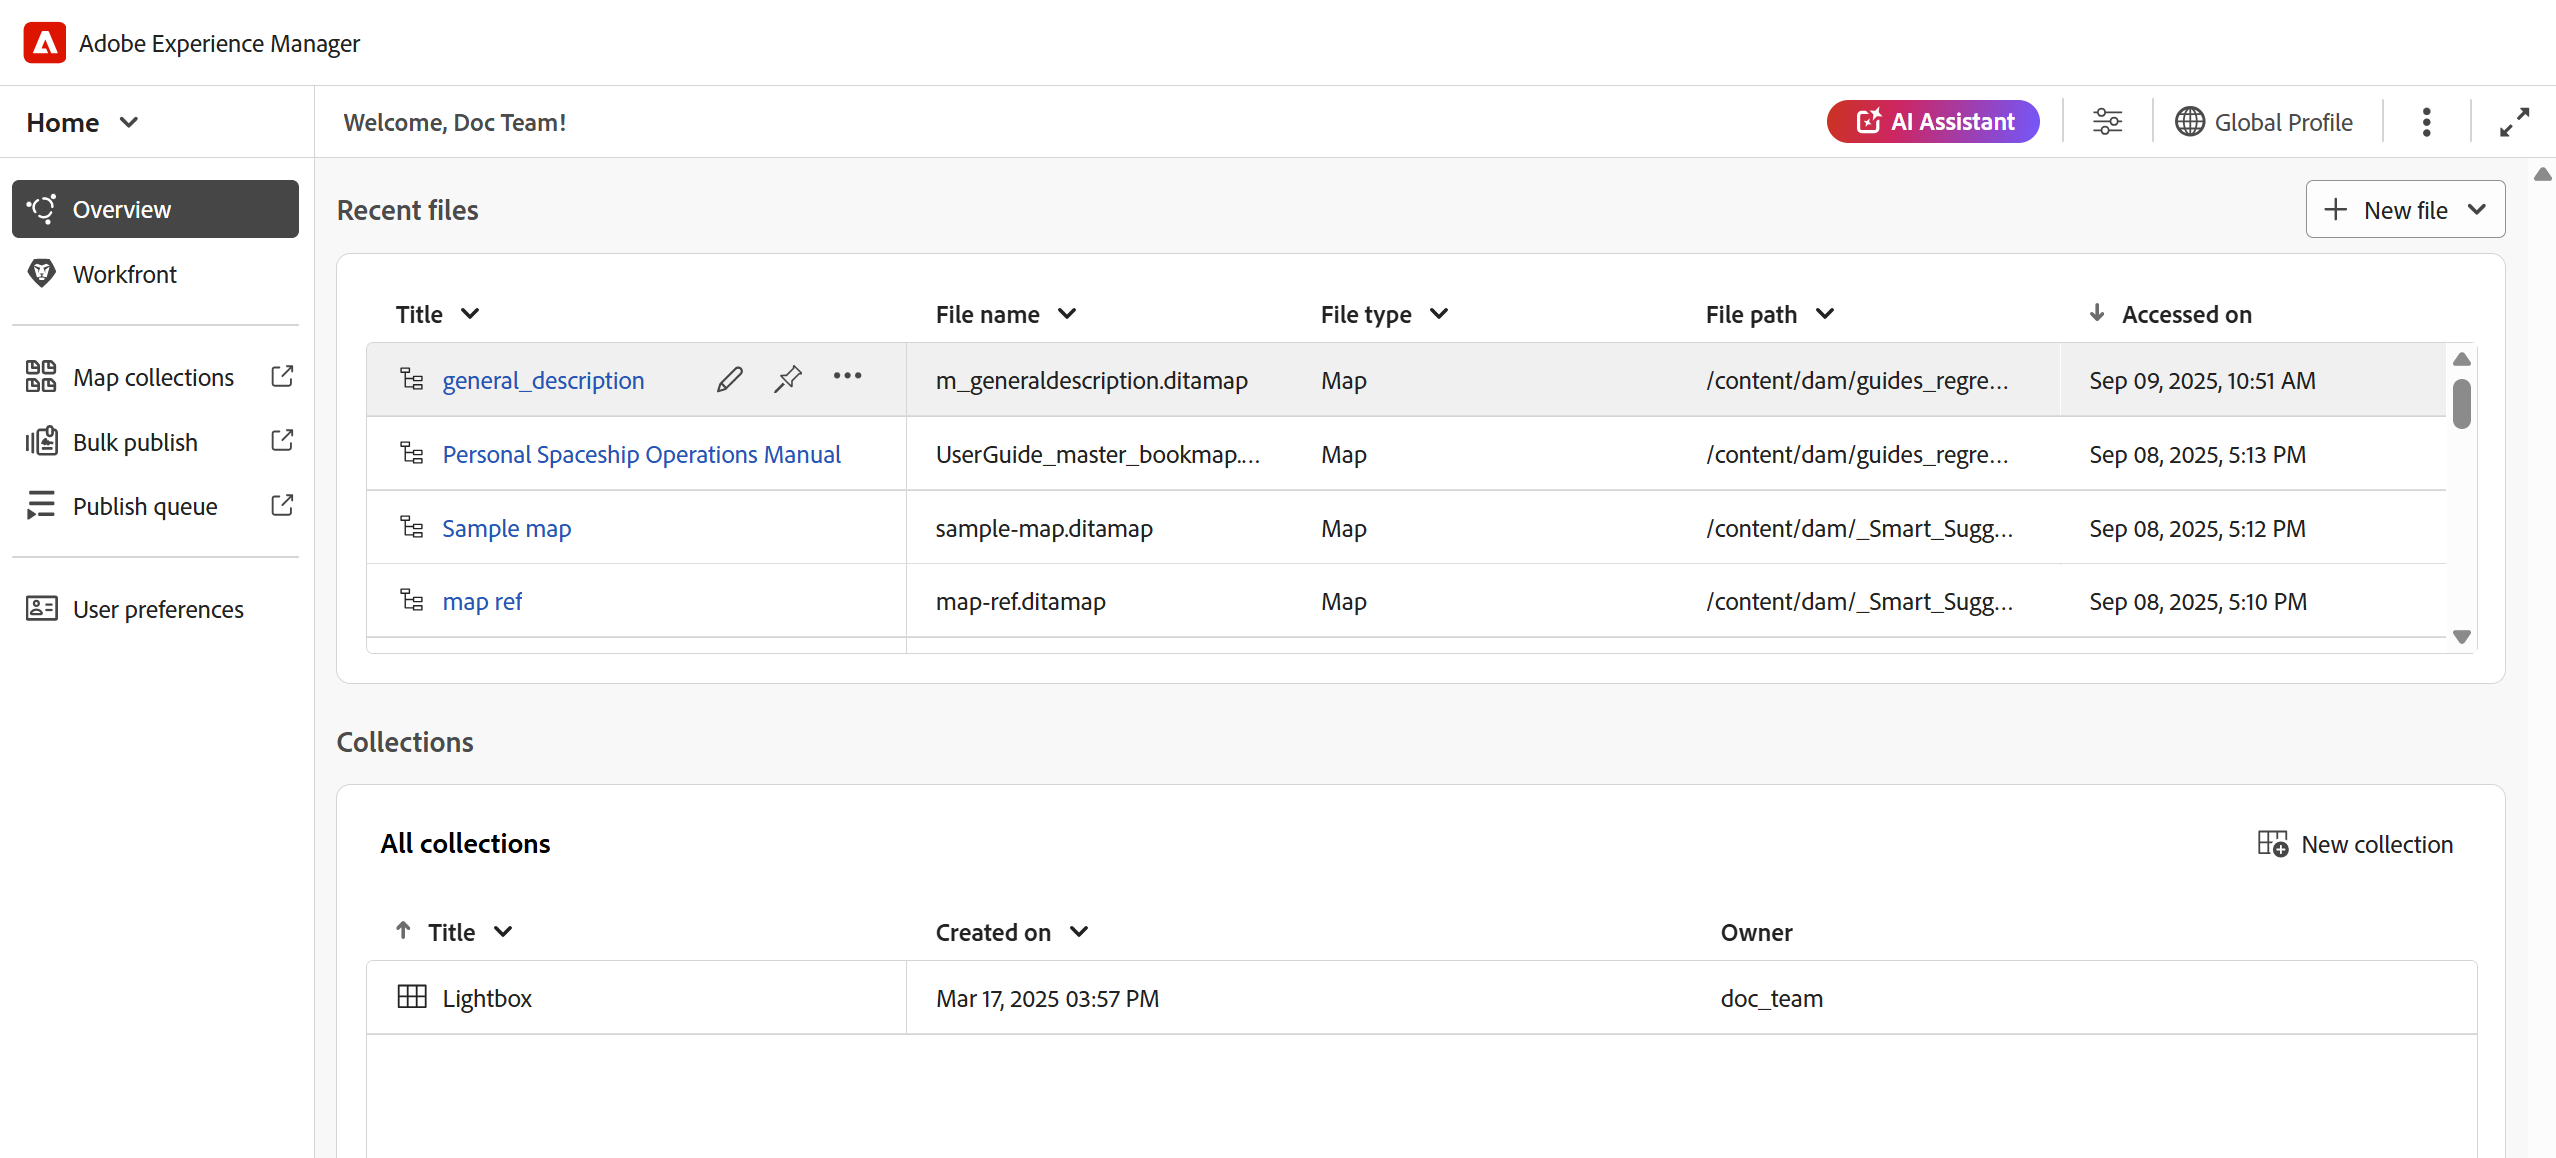 Adobe Experience Manager
Home
Welcome, Doc Team!
AI Assistant
Global Profile
Overview
Workfront
Map collections
Bulk publish
Publish queue
User preferences
Recent files
New file
Title File name File type File path Accessed on
general_description m_generaldescription.ditamap Map /content/dam/guides_regre... Sep 09, 2025, 10:51 AM
Personal Spaceship Operations Manual UserGuide_master_bookmap.... Map /content/dam/guides_regre... Sep 08, 2025, 5:13 PM
Sample map sample-map.ditamap Map /content/dam/_Smart_Sugg... Sep 08, 2025, 5:12 PM
map ref map-ref.ditamap Map /content/dam/_Smart_Sugg... Sep 08, 2025, 5:10 PM
Collections
All collections
New collection
Title Created on Owner
Lightbox Mar 17, 2025 03:57 PM doc_team